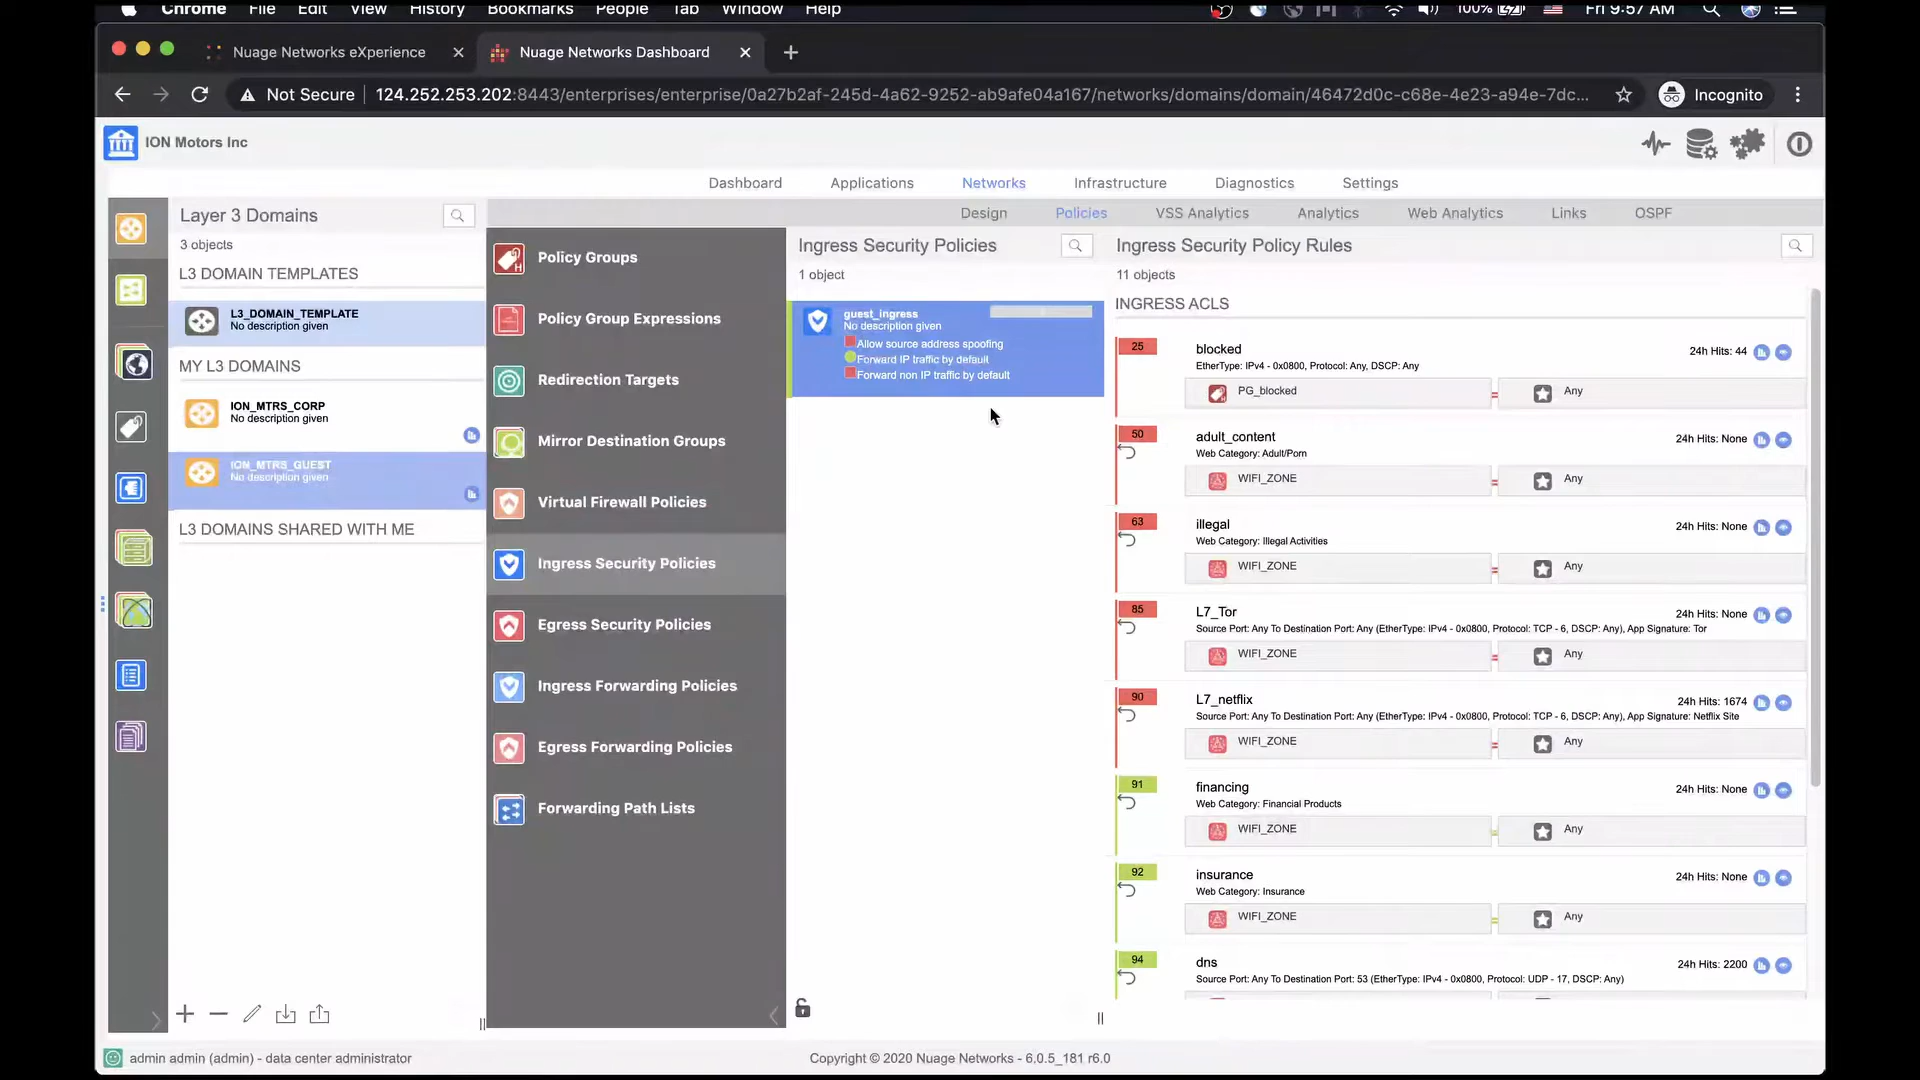 Chrome File Edit View History Bookmarks People Tab Window Help 100% Fri 9:57 AM
Nuage Networks eXperience
Nuage Networks Dashboard
Not Secure 124.252.253.202:8443/enterprises/enterprise/0a27b2af-245d-4a62-9252-ab9afe04a167/networks/domains/domain/46472d0c-c68e-4e23-a94e-7dc...
Incognito
ION Motors Inc
Dashboard Applications Networks Infrastructure Diagnostics Settings
Design Policies VSS Analytics Analytics Web Analytics Links OSPF
Layer 3 Domains
3 objects
L3 DOMAIN TEMPLATES
L3_DOMAIN_TEMPLATE
No description given
MY L3 DOMAINS
ION_MTRS_CORP
No description given
ION_MTRS_GUEST
No description given
L3 DOMAINS SHARED WITH ME
Policy Groups
Policy Group Expressions
Redirection Targets
Mirror Destination Groups
Virtual Firewall Policies
Ingress Security Policies
Egress Security Policies
Ingress Forwarding Policies
Egress Forwarding Policies
Forwarding Path Lists
Ingress Security Policies
1 object
guest_ingress
No description given
Allow source address spoofing
Forward IP traffic by default
Forward non IP traffic by default
Ingress Security Policy Rules
11 objects
INGRESS ACLS
25 blocked 24h Hits: 44
EtherType: IPv4 - 0x0800, Protocol: Any, DSCP: Any
PG_blocked Any
50 adult_content 24h Hits: None
Web Category: Adult/Porn
WIFI_ZONE Any
63 illegal 24h Hits: None
Web Category: Illegal Activities
WIFI_ZONE Any
85 L7_Tor 24h Hits: None
Source Port: Any To Destination Port: Any (EtherType: IPv4 - 0x0800, Protocol: TCP - 6, DSCP: Any), App Signature: Tor
WIFI_ZONE Any
90 L7_netflix 24h Hits: 1674
Source Port: Any To Destination Port: Any (EtherType: IPv4 - 0x0800, Protocol: TCP - 6, DSCP: Any), App Signature: Netflix Site
WIFI_ZONE Any
91 financing 24h Hits: None
Web Category: Financial Products
WIFI_ZONE Any
92 insurance 24h Hits: None
Web Category: Insurance
WIFI_ZONE Any
94 dns 24h Hits: 2200
Source Port: Any To Destination Port: 53 (EtherType: IPv4 - 0x0800, Protocol: UDP - 17, DSCP: Any)
admin admin (admin) - data center administrator
Copyright © 2020 Nuage Networks - 6.0.5_181 r6.0